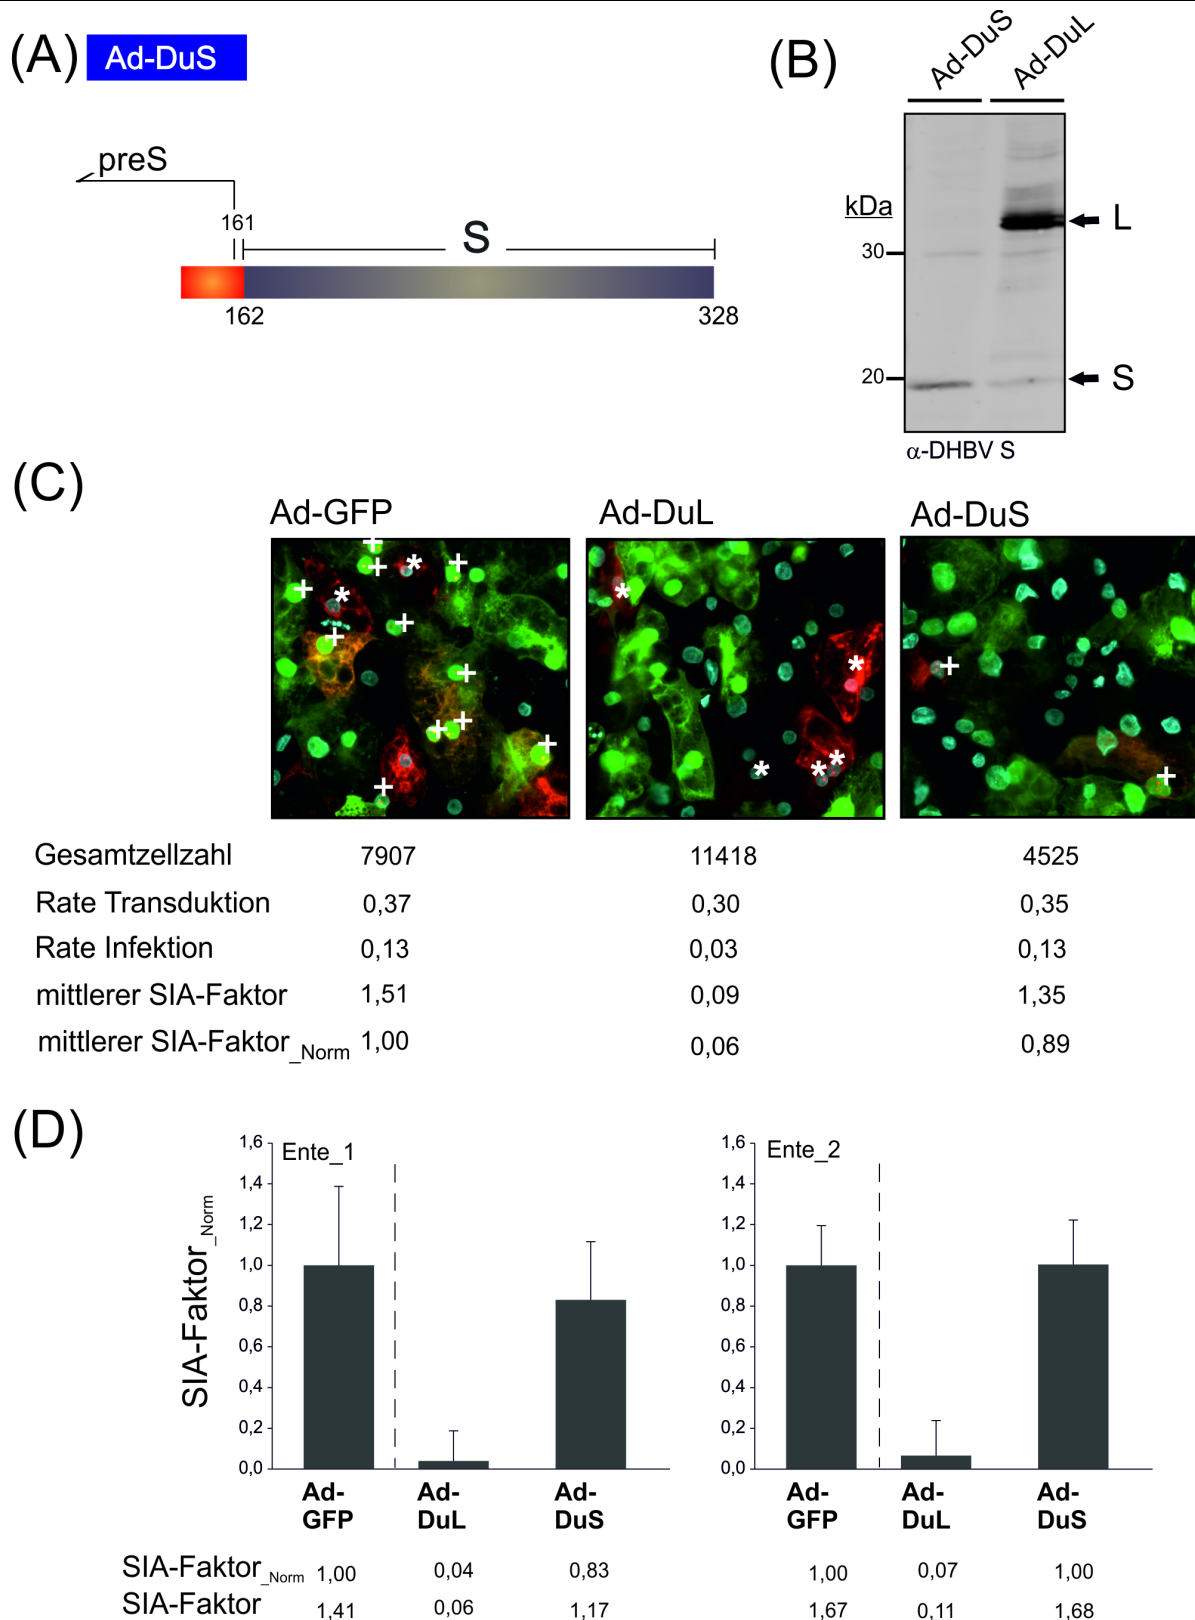 (A) Ad-DuS
preS
161
S
162 328
(B)
Ad-DuS Ad-DuL
kDa
L
30
20 S
α-DHBV S
(C)
Ad-GFP Ad-DuL Ad-DuS
Gesamtzellzahl 7907 11418 4525
Rate Transduktion 0,37 0,30 0,35
Rate Infektion 0,13 0,03 0,13
mittlerer SIA-Faktor 1,51 0,09 1,35
mittlerer SIA-Faktor_Norm 1,00 0,06 0,89
(D)
SIA-Faktor_Norm
Ente_1
1,6
1,4
1,2
1,0
0,8
0,6
0,4
0,2
0,0
Ad-GFP Ad-DuL Ad-DuS
Ente_2
1,6
1,4
1,2
1,0
0,8
0,6
0,4
0,2
0,0
Ad-GFP Ad-DuL Ad-DuS
SIA-Faktor_Norm 1,00 0,04 0,83 1,00 0,07 1,00
SIA-Faktor 1,41 0,06 1,17 1,67 0,11 1,68